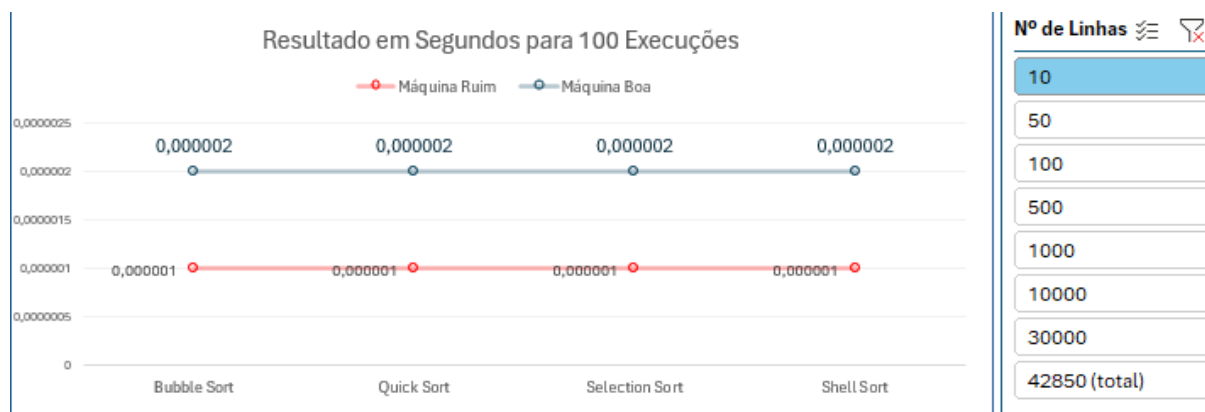 Resultado em Segundos para 100 Execuções
Máquina Ruim Máquina Boa
0,0000025
0,000002
0,0000015
0,000001
0,0000005
0
0,000002 0,000002 0,000002 0,000002
0,000001 0,000001 0,000001 0,000001
Bubble Sort Quick Sort Selection Sort Shell Sort
Nº de Linhas
10
50
100
500
1000
10000
30000
42850 (total)